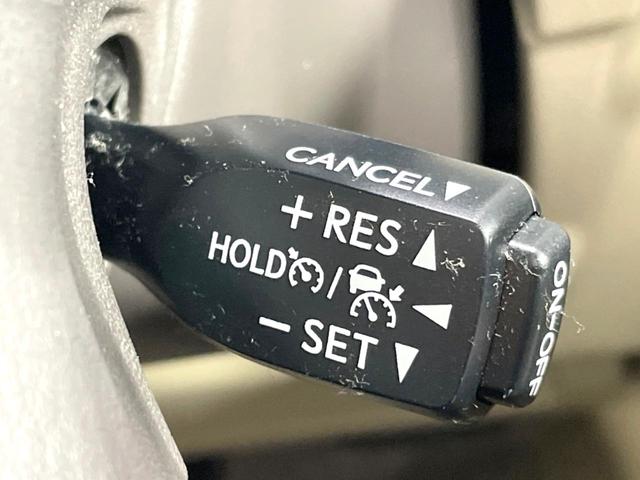 CANCEL▼
+ RES ▲
HOLD / ◀
− SET ▼
ON-OFF